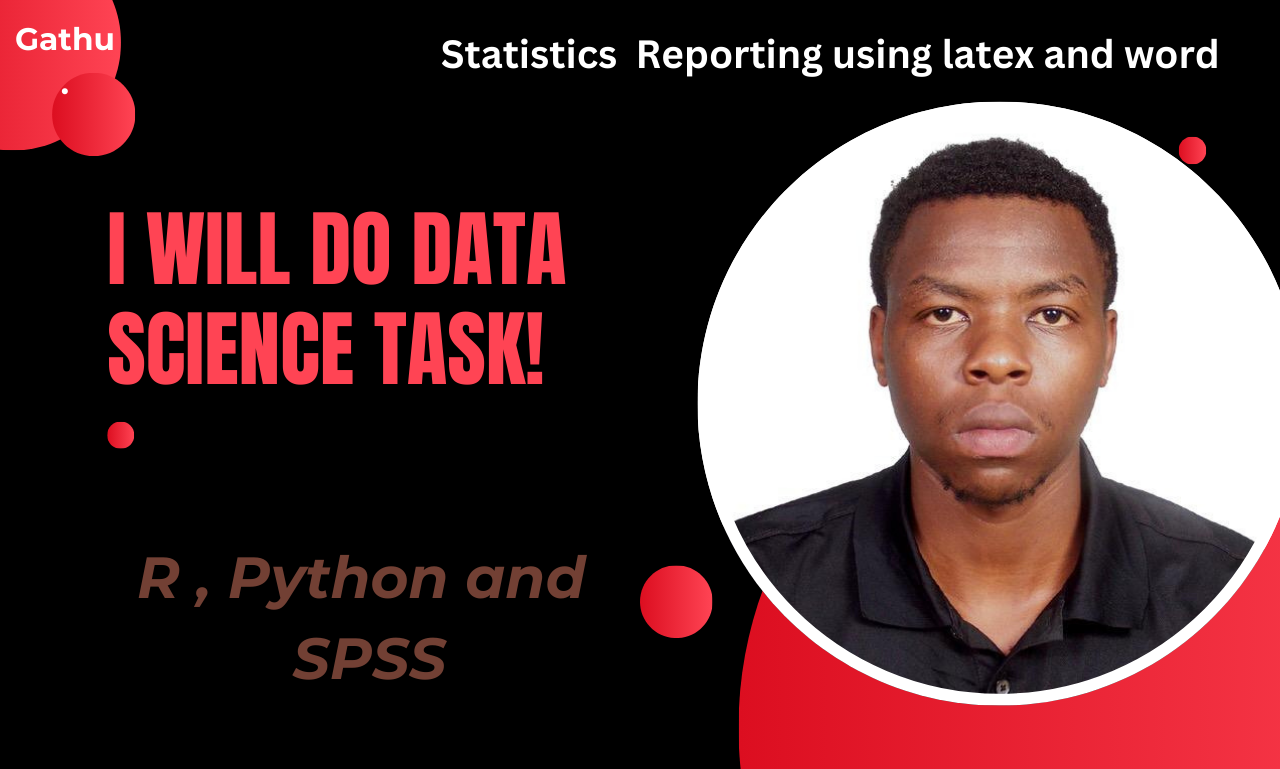 Gathu
Statistics  Reporting using latex and word
I WILL DO DATA
SCIENCE TASK!
R , Python and
SPSS